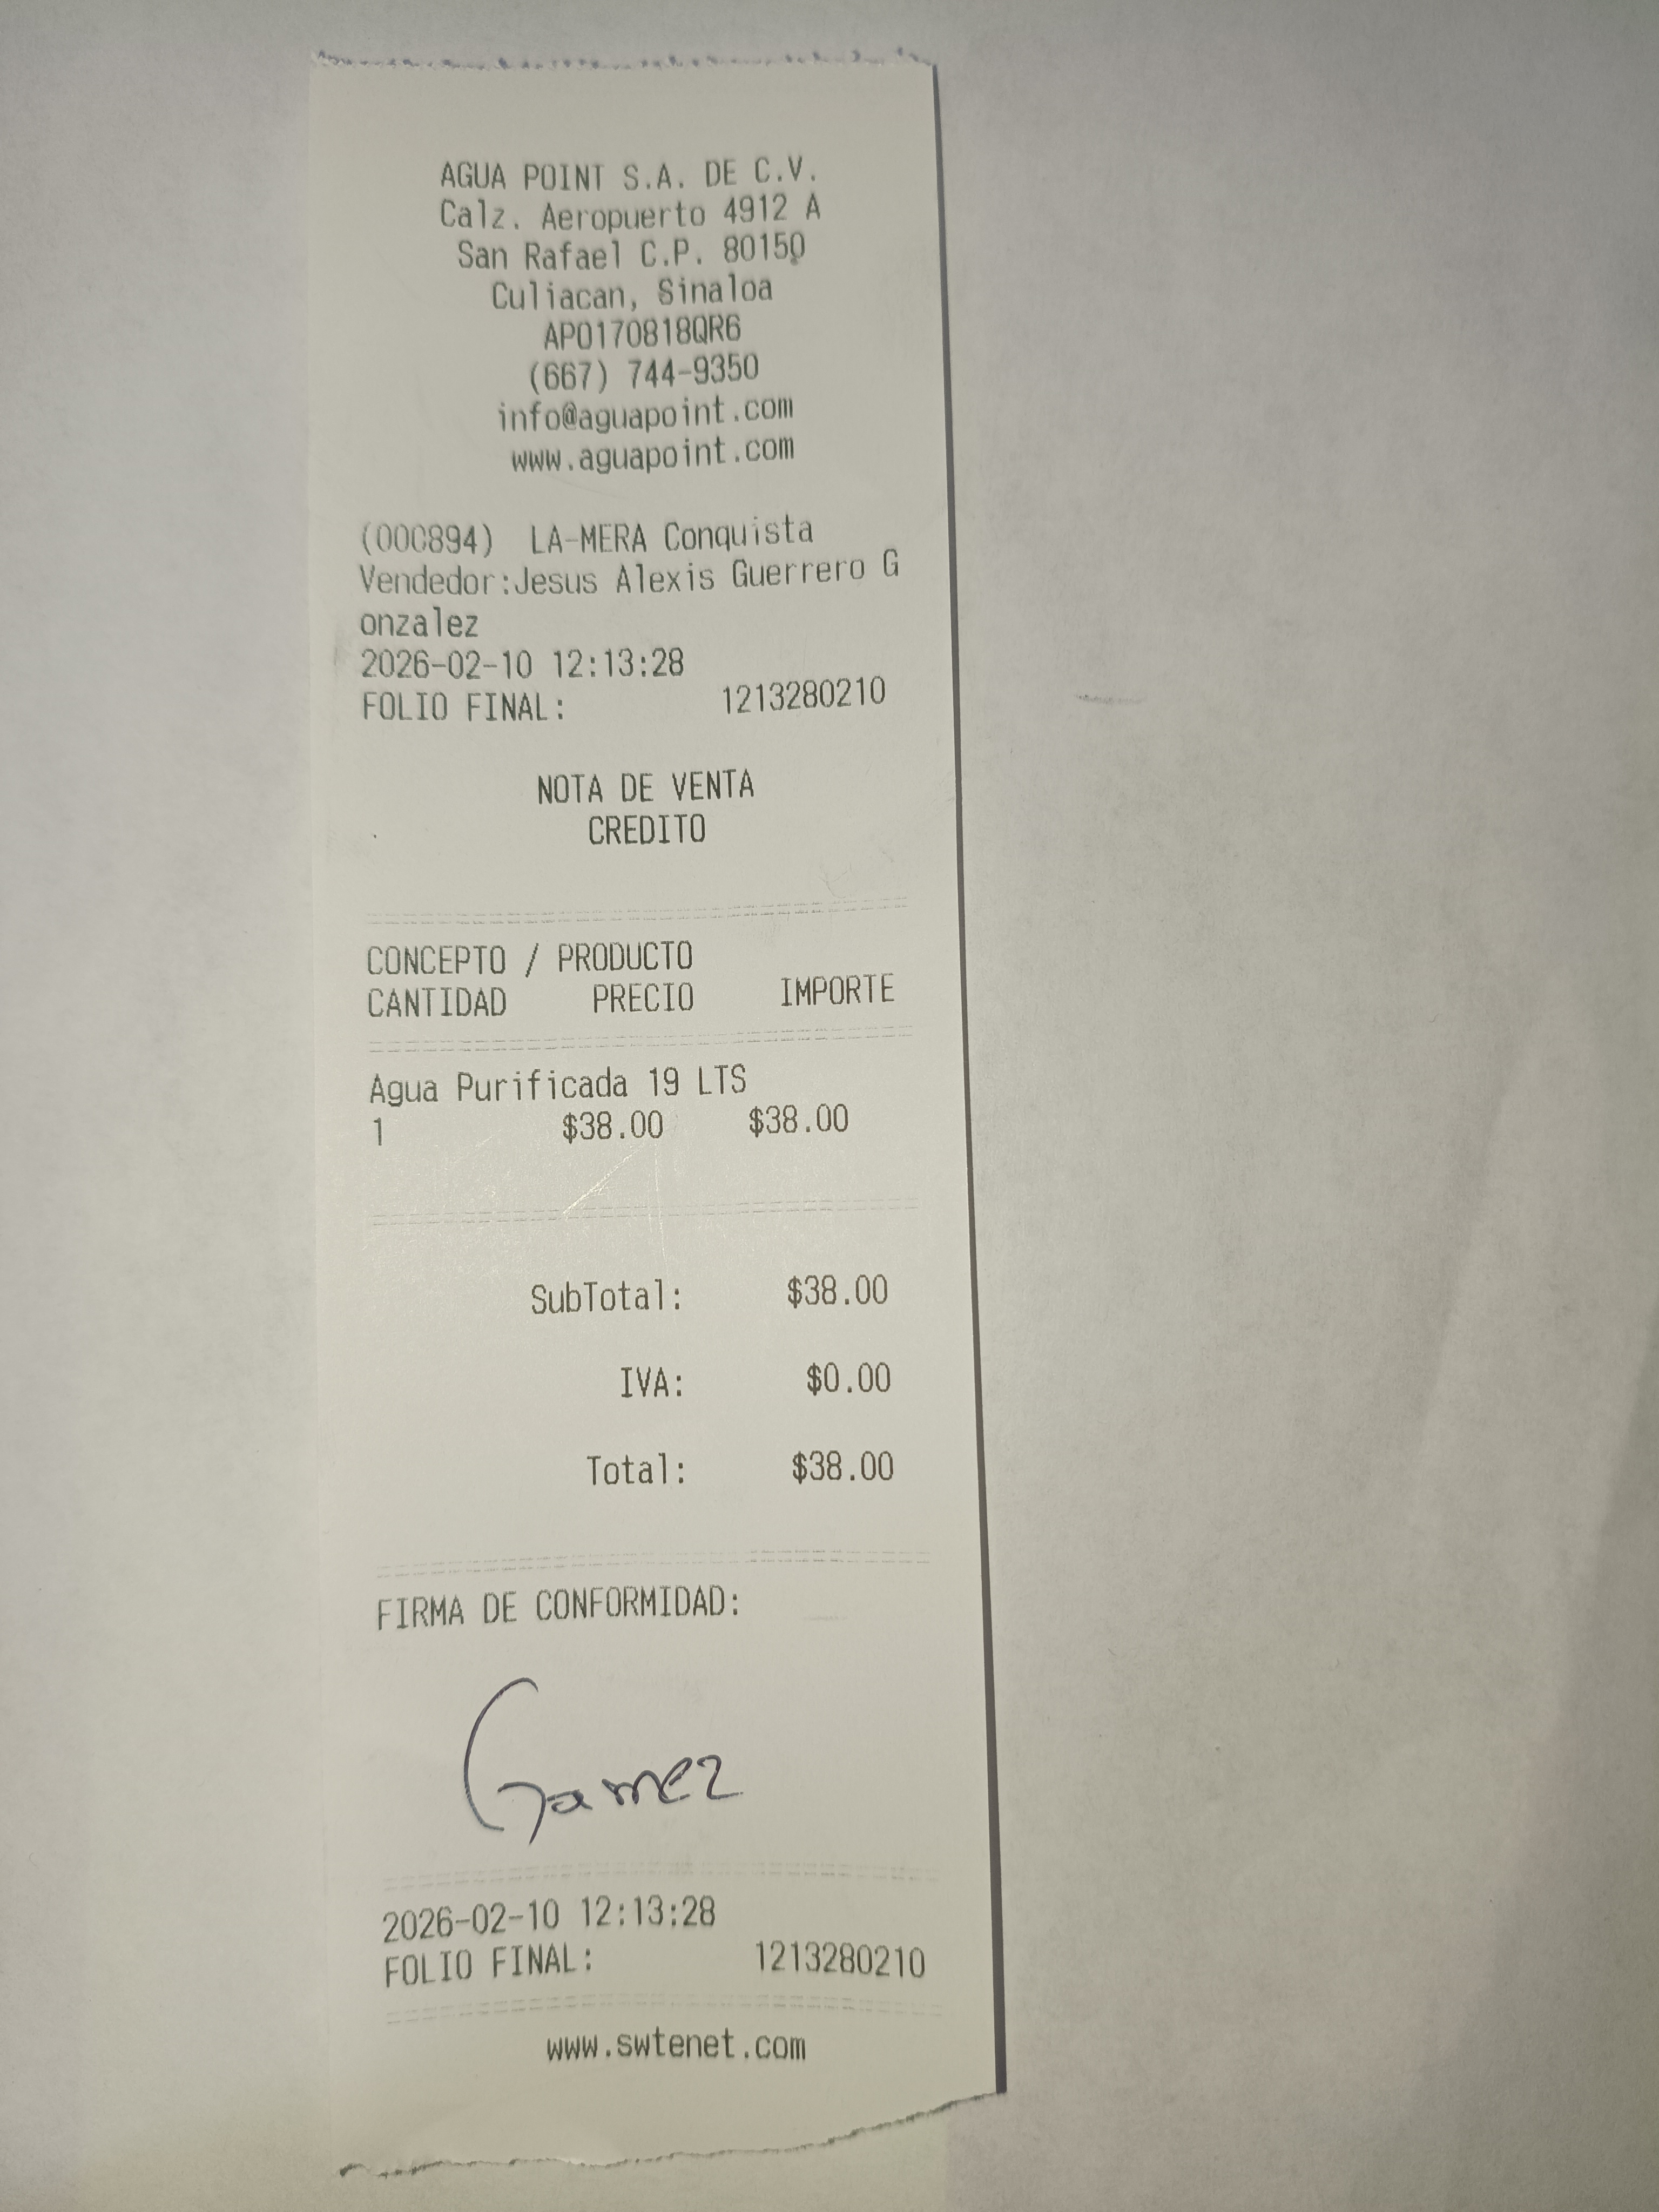 AGUA POINT S.A. DE C.V.
Calz. Aeropuerto 4912 A
San Rafael C.P. 80150
Culiacan, Sinaloa
APO170818QR6
(667) 744-9350
info@aguapoint.com
www.aguapoint.com
(000894) LA-MERA Conquista
Vendedor:Jesus Alexis Guerrero G
onzalez
2026-02-10 12:13:28
FOLIO FINAL: 1213280210
NOTA DE VENTA
CREDITO
CONCEPTO / PRODUCTO
CANTIDAD PRECIO IMPORTE
Agua Purificada 19 LTS
1 $38.00 $38.00
SubTotal: $38.00
IVA: $0.00
Total: $38.00
FIRMA DE CONFORMIDAD:
Gamez
2026-02-10 12:13:28
FOLIO FINAL: 1213280210
www.swtenet.com